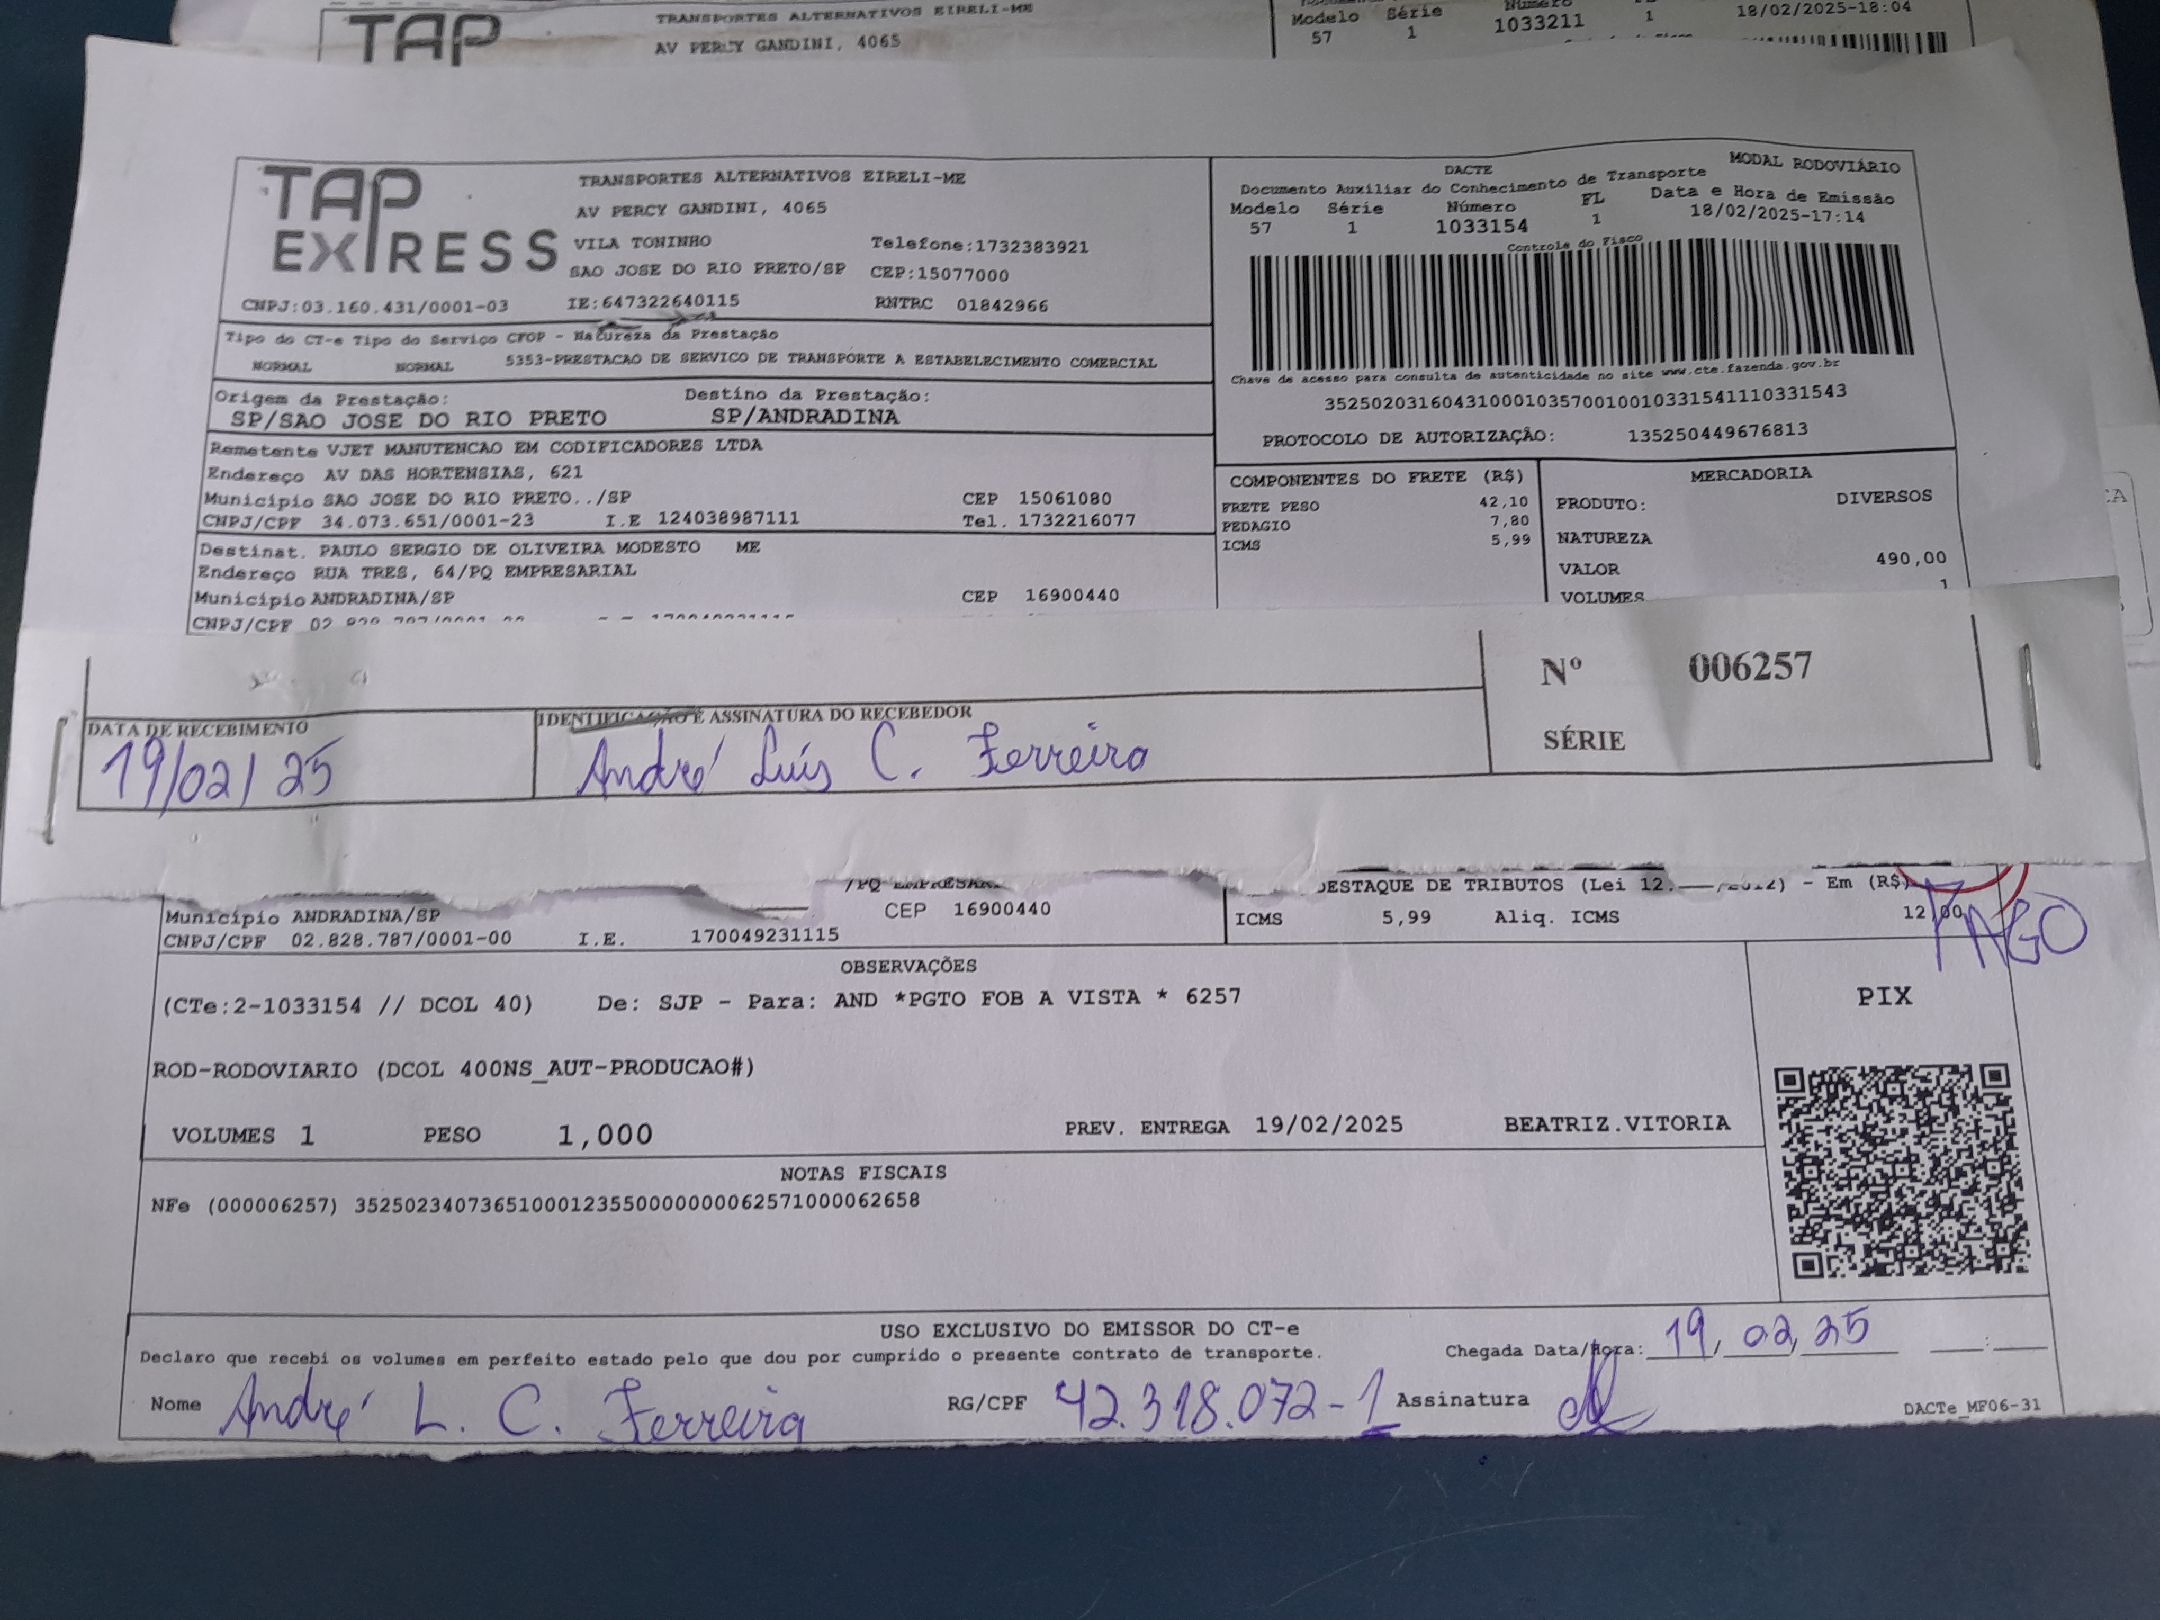 TAP
TRANSPORTES ALTERNATIVOS EIRELI-ME
AV PERCY GANDINI, 4065
Modelo Série Número
57 1 1033211 1 18/02/2025-18:04
TAP
EXPRESS
TRANSPORTES ALTERNATIVOS EIRELI-ME
AV PERCY GANDINI, 4065
VILA TONINHO Telefone:1732383921
SAO JOSE DO RIO PRETO/SP CEP:15077000
CNPJ:03.160.431/0001-03 IE:647322640115 RNTRC 01842966
DACTE MODAL RODOVIÁRIO
Documento Auxiliar do Conhecimento de Transporte
Modelo Série Número FL Data e Hora de Emissão
57 1 1033154 1 18/02/2025-17:14
Controle do Fisco
Chave de acesso para consulta de autenticidade no site www.cte.fazenda.gov.br
35250203160431000103570010010331541110331543
PROTOCOLO DE AUTORIZAÇÃO: 135250449676813
Tipo do CT-e Tipo do Serviço CFOP - Natureza da Prestação
NORMAL NORMAL 5353-PRESTACAO DE SERVICO DE TRANSPORTE A ESTABELECIMENTO COMERCIAL
Origem da Prestação: Destino da Prestação:
SP/SAO JOSE DO RIO PRETO SP/ANDRADINA
Remetente VJET MANUTENCAO EM CODIFICADORES LTDA
Endereço AV DAS HORTENSIAS, 621
Município SAO JOSE DO RIO PRETO../SP CEP 15061080
CNPJ/CPF 34.073.651/0001-23 I.E 124038987111 Tel. 1732216077
Destinat. PAULO SERGIO DE OLIVEIRA MODESTO ME
Endereço RUA TRES, 64/PQ EMPRESARIAL
Município ANDRADINA/SP CEP 16900440
CNPJ/CPF
COMPONENTES DO FRETE (R$)
FRETE PESO 42,10
PEDAGIO 7,80
ICMS 5,99
MERCADORIA
PRODUTO: DIVERSOS
NATUREZA
VALOR 490,00
VOLUMES 1
Nº 006257
SÉRIE
DATA DE RECEBIMENTO IDENTIFICAÇÃO E ASSINATURA DO RECEBEDOR
19/02/25 André Luís C. Ferreira
/PQ EMPRESAR
Município ANDRADINA/SP CEP 16900440
CNPJ/CPF 02.828.787/0001-00 I.E. 170049231115
DESTAQUE DE TRIBUTOS (Lei 12. /2012) - Em (R$)
ICMS 5,99 Aliq. ICMS 12,00
PAGO
OBSERVAÇÕES
(CTe:2-1033154 // DCOL 40) De: SJP - Para: AND *PGTO FOB A VISTA * 6257
ROD-RODOVIARIO (DCOL 400NS_AUT-PRODUCAO#)
VOLUMES 1 PESO 1,000 PREV. ENTREGA 19/02/2025 BEATRIZ.VITORIA
PIX
NOTAS FISCAIS
NFe (000006257) 35250234073651000123550000000062571000062658
USO EXCLUSIVO DO EMISSOR DO CT-e
Declaro que recebi os volumes em perfeito estado pelo que dou por cumprido o presente contrato de transporte. Chegada Data/Hora: 19/02/25 :
Nome André L. C. Ferreira RG/CPF 42.318.072-1 Assinatura
DACTe_MF06-31